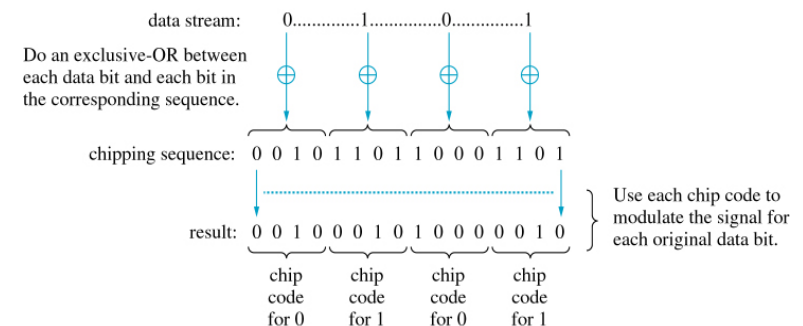 data stream: 0..............1..............0..............1
Do an exclusive-OR between
each data bit and each bit in
the corresponding sequence.
chipping sequence: 0 0 1 0 1 1 0 1 1 0 0 0 1 1 0 1
Use each chip code to
modulate the signal for
each original data bit.
result: 0 0 1 0 0 0 1 0 1 0 0 0 0 0 1 0
chip chip chip chip
code code code code
for 0 for 1 for 0 for 1